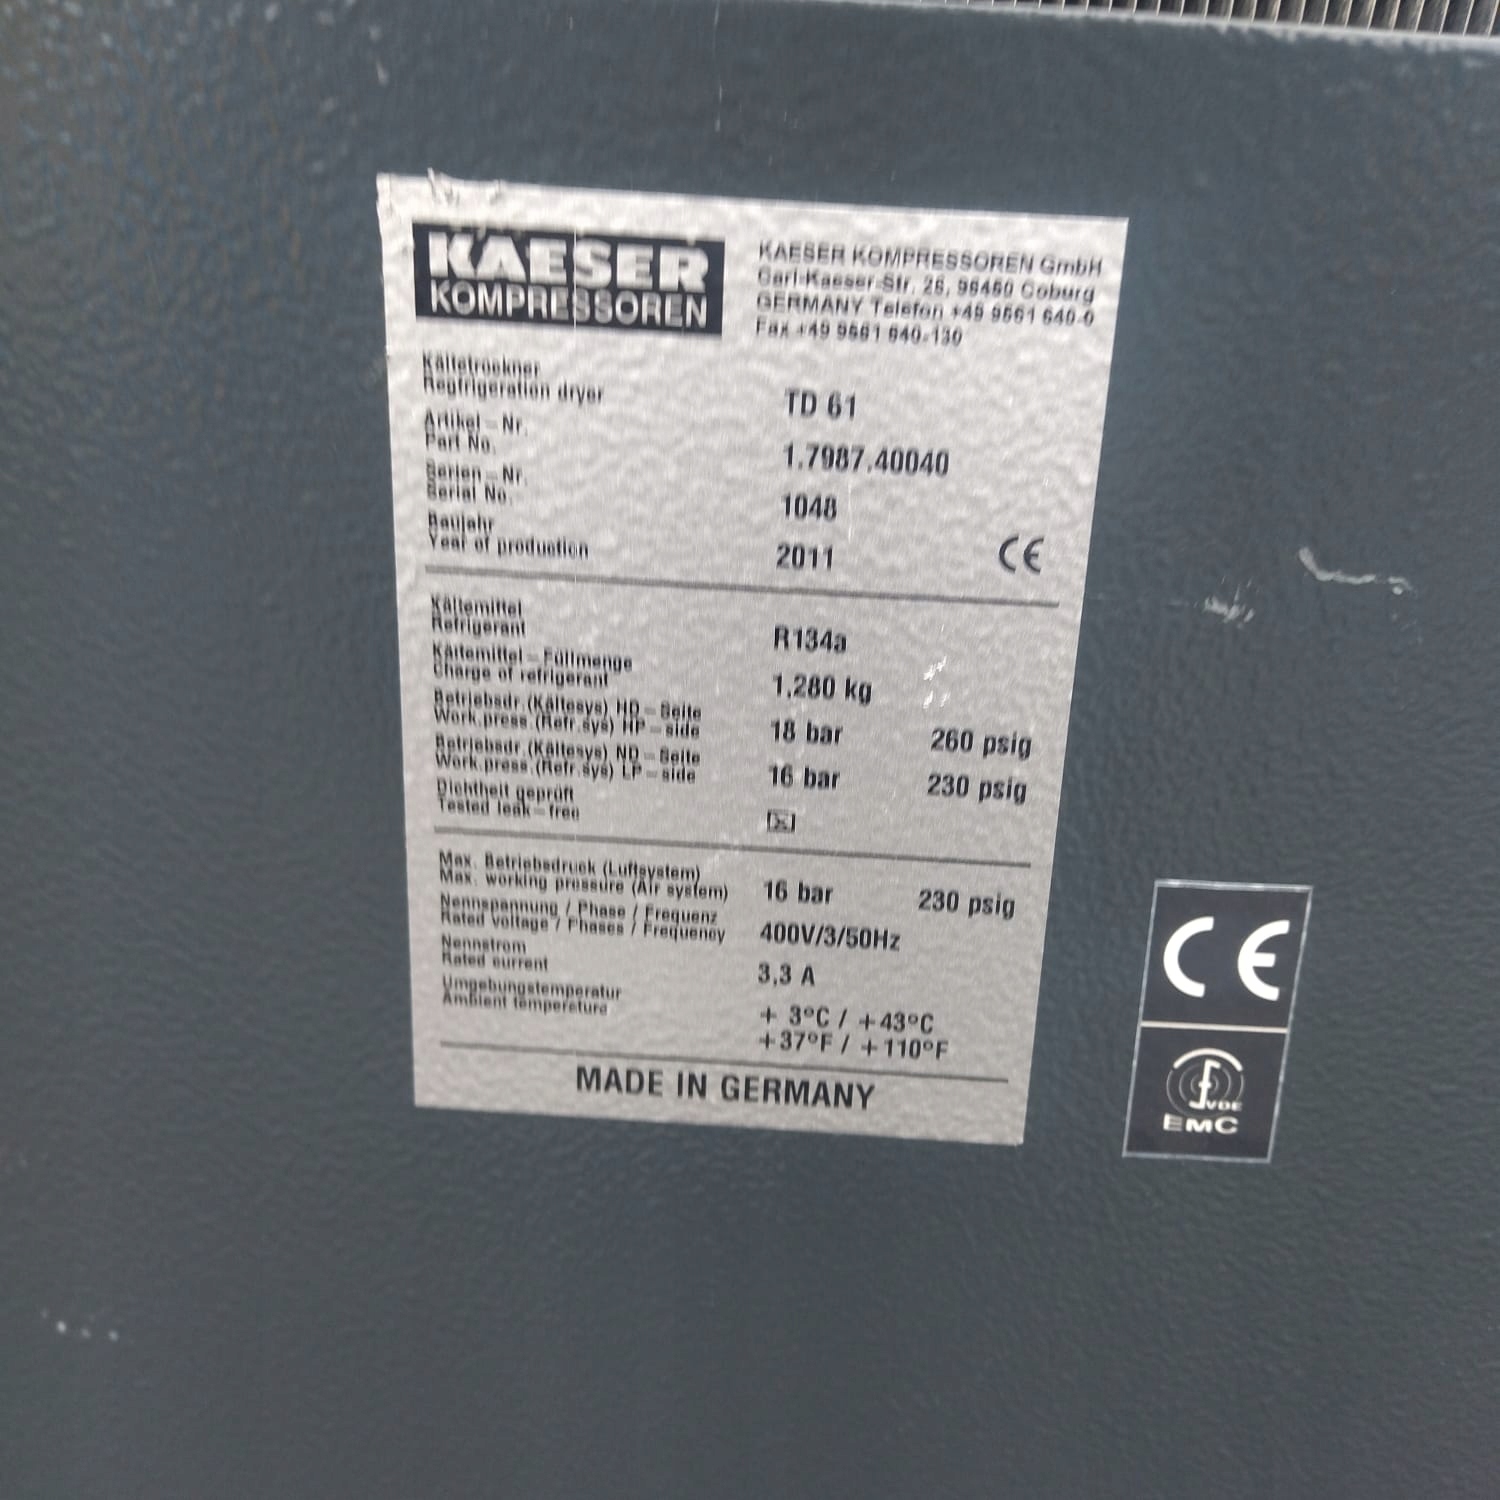 KAESER
KOMPRESSOREN
KAESER KOMPRESSOREN GmbH
Carl-Kaeser-Str. 26, 96450 Coburg
GERMANY Telefon +49 9561 640-0
Fax +49 9561 640-130
Kältetrockner
Regfrigeration dryer
TD 61
Artikel - Nr.
Part No.
1.7987.40040
Serien - Nr.
Serial No.
1048
Baujahr
Year of production
2011
CE
Kältemittel
Refrigerant
R134a
Kältemittel - Füllmenge
Charge of refrigerant
1,280 kg
Betriebsdr.(Kältesys) HD - Seite
Work.press.(Refr.sys) HP - side
18 bar 260 psig
Betriebsdr.(Kältesys) ND - Seite
Work.press.(Refr.sys) LP - side
16 bar 230 psig
Dichtheit geprüft
Tested leak - free
Max. Betriebsdruck (Luftsystem)
Max. working pressure (Air system)
16 bar 230 psig
Nennspannung / Phase / Frequenz
Rated voltage / Phases / Frequency
400V/3/50Hz
Nennstrom
Rated current
3,3 A
Umgebungstemperatur
Ambient temperature
+ 3°C / +43°C
+37°F / +110°F
MADE IN GERMANY
CE
VDE
EMC